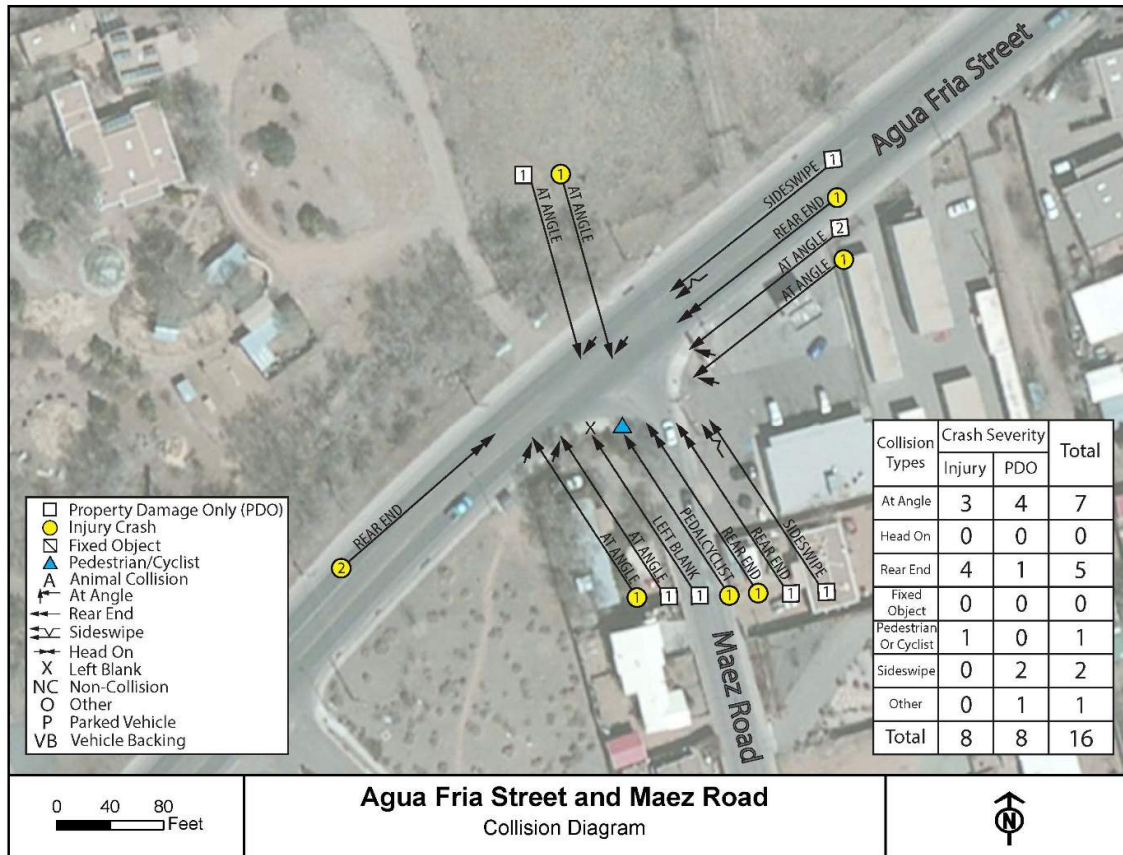 Agua Fria Street
1
1
AT ANGLE
AT ANGLE
SIDESWIPE
1
REAR END
1
AT ANGLE
2
AT ANGLE
1
REAR END
2
X
AT ANGLE
1
AT ANGLE
1
LEFT BLANK
1
PEDALCYCLIST
1
REAR END
1
REAR END
1
SIDESWIPE
1
Maez Road
Property Damage Only (PDO)
Injury Crash
Fixed Object
Pedestrian/Cyclist
A Animal Collision
At Angle
Rear End
Sideswipe
Head On
X Left Blank
NC Non-Collision
O Other
P Parked Vehicle
VB Vehicle Backing
Collision Types Crash Severity Total
Injury PDO
At Angle 3 4 7
Head On 0 0 0
Rear End 4 1 5
Fixed Object 0 0 0
Pedestrian Or Cyclist 1 0 1
Sideswipe 0 2 2
Other 0 1 1
Total 8 8 16
0 40 80
Feet
Agua Fria Street and Maez Road
Collision Diagram
N